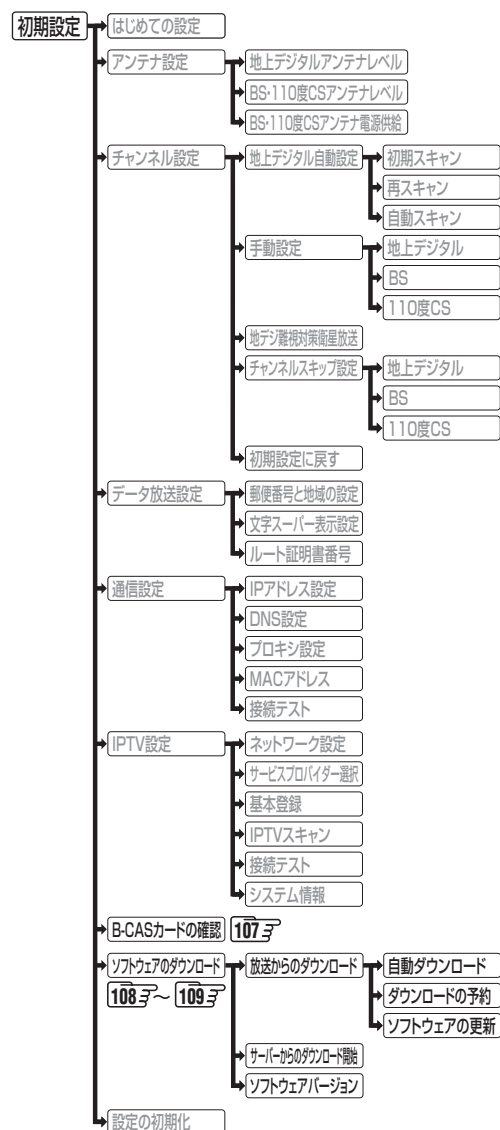 初期設定
はじめての設定
アンテナ設定
地上デジタルアンテナレベル
BS・110度CSアンテナレベル
BS・110度CSアンテナ電源供給
チャンネル設定
地上デジタル自動設定
初期スキャン
再スキャン
自動スキャン
手動設定
地上デジタル
BS
110度CS
地デジ難視対策衛星放送
チャンネルスキップ設定
地上デジタル
BS
110度CS
初期設定に戻す
データ放送設定
郵便番号と地域の設定
文字スーパー表示設定
ルート証明書番号
通信設定
IPアドレス設定
DNS設定
プロキシ設定
MACアドレス
接続テスト
IPTV設定
ネットワーク設定
サービスプロバイダー選択
基本登録
IPTVスキャン
接続テスト
システム情報
B-CASカードの確認 107
ソフトウェアのダウンロード
108 ～ 109
放送からのダウンロード
自動ダウンロード
ダウンロードの予約
ソフトウェアの更新
サーバーからのダウンロード開始
ソフトウェアバージョン
設定の初期化